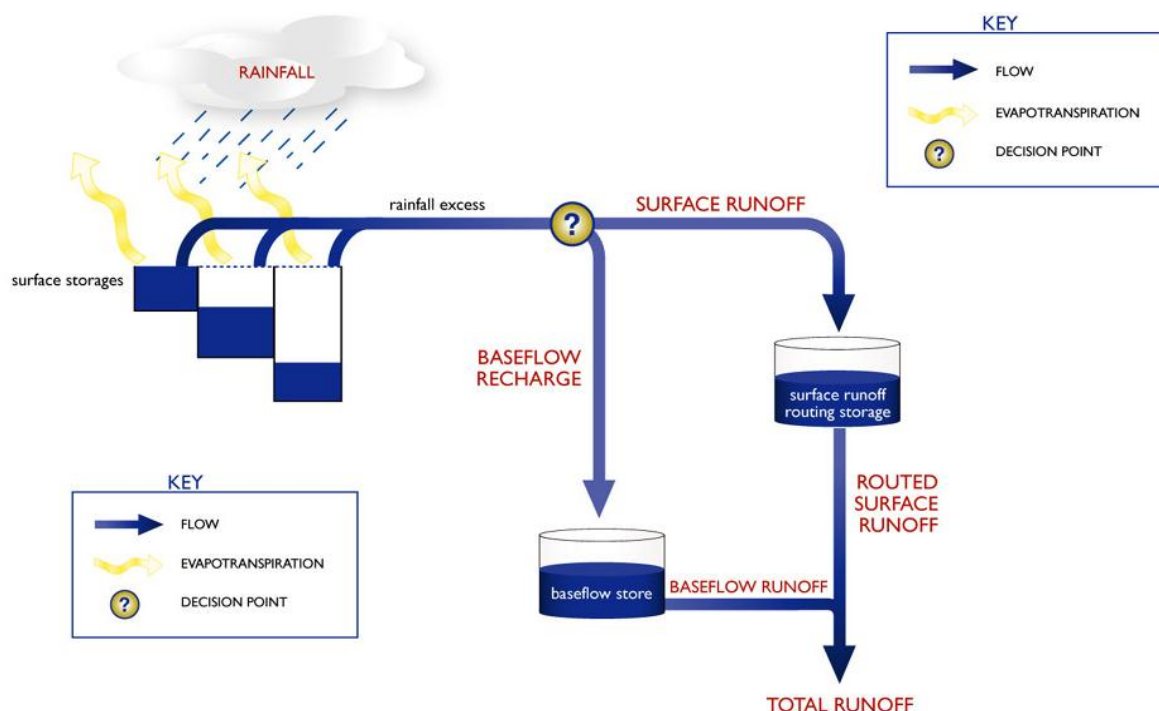 KEY
FLOW
EVAPOTRANSPIRATION
?
DECISION POINT
RAINFALL
rainfall excess
?
SURFACE RUNOFF
surface storages
BASEFLOW
RECHARGE
surface runoff
routing storage
KEY
FLOW
EVAPOTRANSPIRATION
?
DECISION POINT
ROUTED
SURFACE
RUNOFF
baseflow store
BASEFLOW RUNOFF
TOTAL RUNOFF